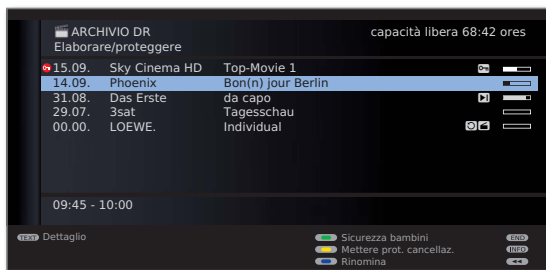 ARCHIVIO DR capacità libera 68:42 ores
Elaborare/proteggere
15.09. Sky Cinema HD Top-Movie 1
14.09. Phoenix Bon(n) jour Berlin
31.08. Das Erste da capo
29.07. 3sat Tagesschau
00.00. LOEWE. Individual
09:45 - 10:00
TEXT Dettaglio Sicurezza bambini END
Mettere prot. cancellaz. INFO
Rinomina